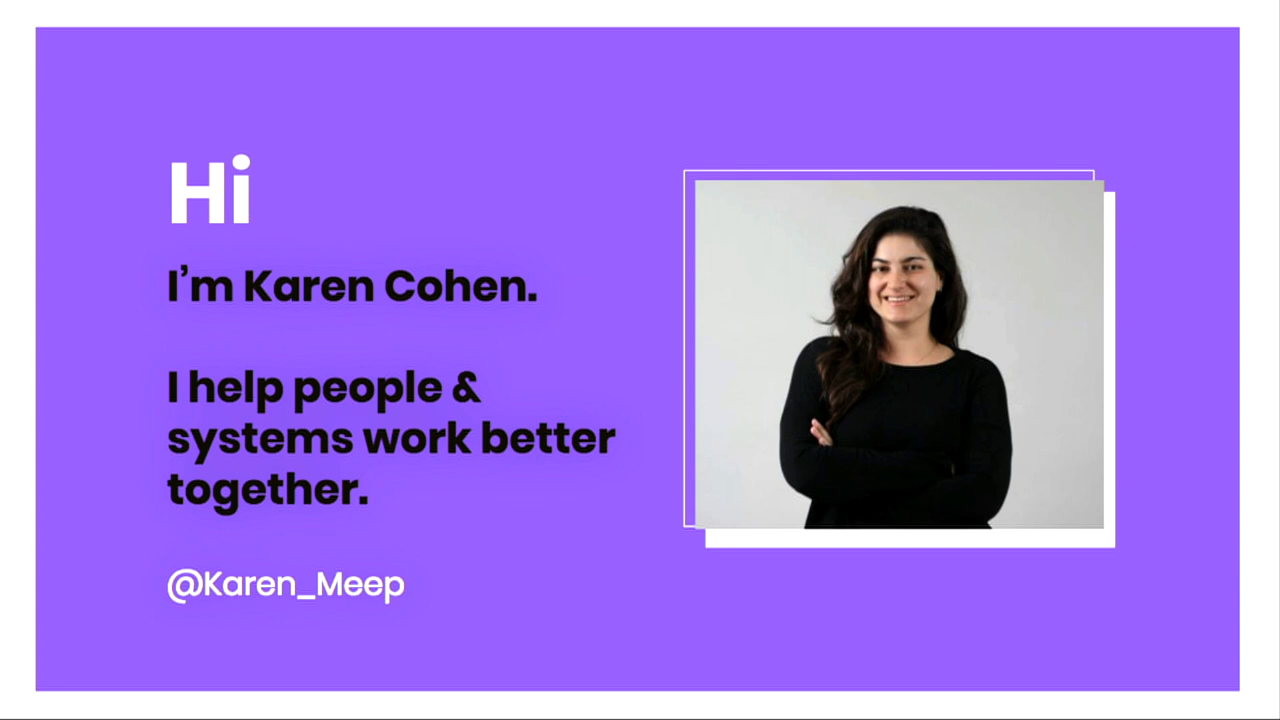 Hi
I’m Karen Cohen.
I help people &
systems work better
together.
@Karen_Meep